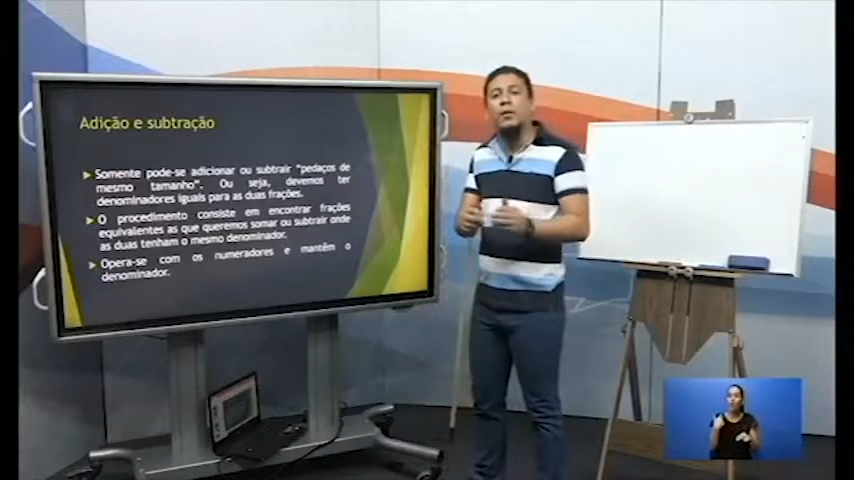 Adição e subtração
Somente pode-se adicionar ou subtrair "pedaços de
mesmo tamanho". Ou seja, devemos ter
denominadores iguais para as duas frações.
O procedimento consiste em encontrar frações
equivalentes as que queremos somar ou subtrair onde
as duas tenham o mesmo denominador.
Opera-se com os numeradores e mantêm o
denominador.